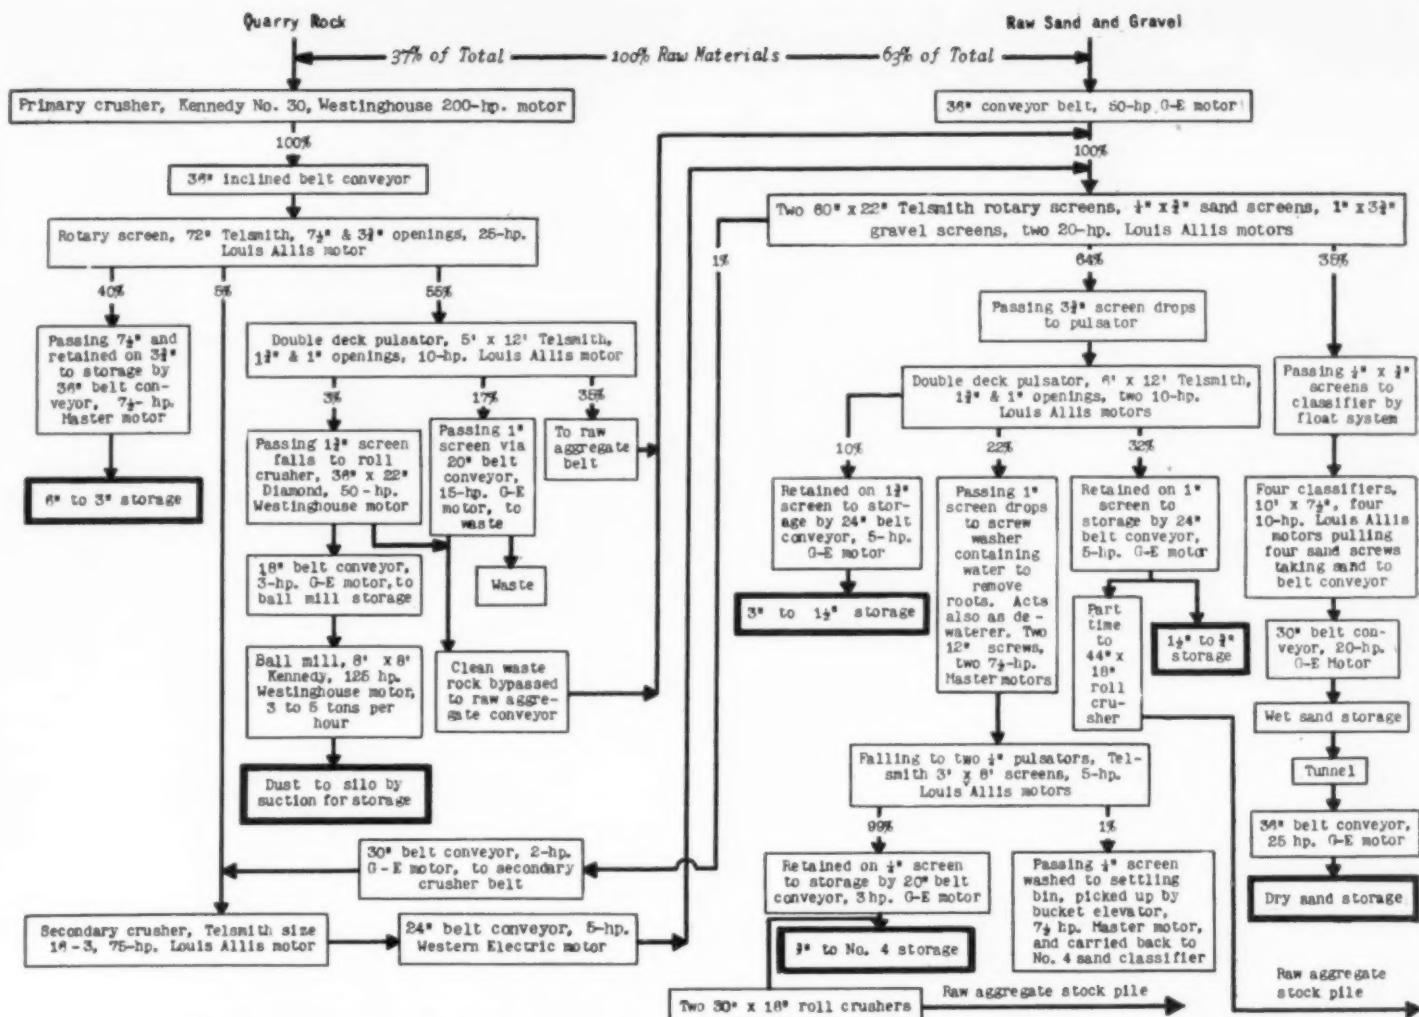 Quarry Rock
Raw Sand and Gravel
37% of Total
100% Raw Materials
63% of Total
Primary crusher, Kennedy No. 30, Westinghouse 200-hp. motor
36" conveyor belt, 50-hp. G-E motor
100%
100%
36" inclined belt conveyor
Two 60" x 22" Telsmith rotary screens, ¼" x ¾" sand screens, 1" x 3¾"
gravel screens, two 20-hp. Louis Allis motors
Rotary screen, 72" Telsmith, 7½" & 3¾" openings, 25-hp.
Louis Allis motor
1%
64%
35%
40%
5%
55%
Passing 3¾" screen drops
to pulsator
Passing 7½" and
retained on 3¾"
to storage by
36" belt con-
veyor, 7½- hp.
Master motor
Double deck pulsator, 5' x 12' Telsmith,
1¾" & 1" openings, 10-hp. Louis Allis motor
3%
17%
35%
Double deck pulsator, 6' x 12' Telsmith,
1¾" & 1" openings, two 10-hp.
Louis Allis motors
Passing ¼" x ¾"
screens to
classifier by
float system
10%
22%
32%
Passing 1¾" screen
falls to roll
crusher, 36" x 22"
Diamond, 50-hp.
Westinghouse motor
Passing 1"
screen via
20" belt
conveyor,
15-hp. G-E
motor, to
waste
To raw
aggregate
belt
6" to 3" storage
Retained on 1¾"
screen to stor-
age by 24" belt
conveyor, 5-hp.
G-E motor
Passing 1"
screen drops
to screw
washer
containing
water to
remove
roots. Acts
also as de-
waterer. Two
12" screws,
two 7½-hp.
Master motors
Retained on 1"
screen to
storage by 24"
belt conveyor,
5-hp. G-E motor
Four classifiers,
10' x 7½', four
10-hp. Louis Allis
motors pulling
four sand screws
taking sand to
belt conveyor
18" belt conveyor,
3-hp. G-E motor, to
ball mill storage
Waste
3" to 1½" storage
Part
time
to
44" x
18"
roll
cru-
sher
1½" to ¾"
storage
30" belt con-
veyor, 20-hp.
G-E Motor
Ball mill, 8' x 8'
Kennedy, 125 hp.
Westinghouse motor,
3 to 5 tons per
hour
Clean waste
rock bypassed
to raw aggre-
gate conveyor
Wet sand storage
Tunnel
Dust to silo by
suction for storage
Falling to two ¼" pulsators, Tel-
smith 3' x 8' screens, 5-hp.
Louis Allis motors
99%
1%
36" belt conveyor,
25 hp. G-E motor
30" belt conveyor, 2-hp.
G-E motor, to secondary
crusher belt
Retained on ¼" screen
to storage by 20" belt
conveyor, 3 hp. G-E motor
Passing ¼" screen
washed to settling
bin, picked up by
bucket elevator,
7½ hp. Master motor,
and carried back to
No. 4 sand classifier
Dry sand storage
Secondary crusher, Telsmith size
16-3, 75-hp. Louis Allis motor
24" belt conveyor, 5-hp.
Western Electric motor
¾" to No. 4 storage
Two 30" x 18" roll crushers
Raw aggregate stock pile
Raw aggregate
stock pile